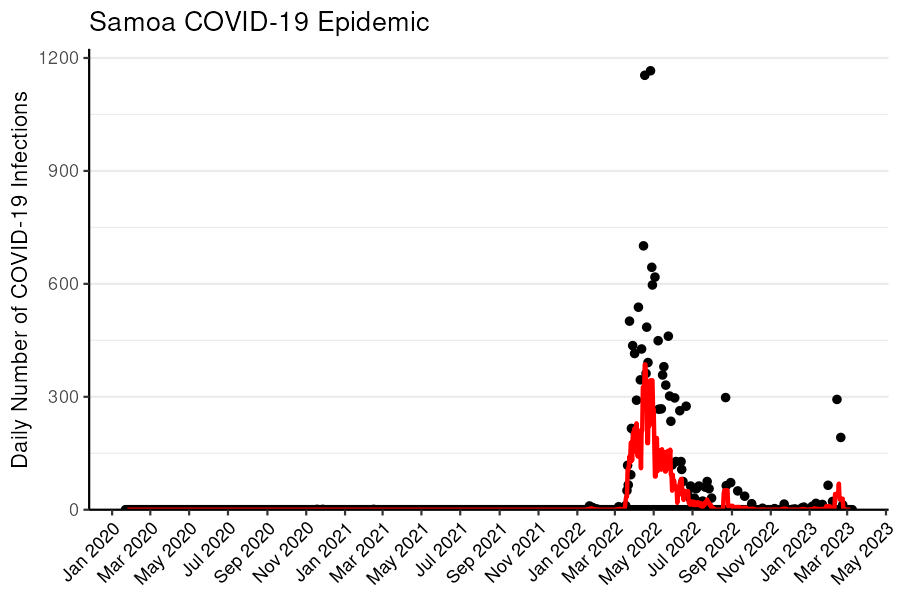 Samoa COVID-19 Epidemic
Daily Number of COVID-19 Infections
1200
900
600
300
0
Jan 2020
Mar 2020
May 2020
Jul 2020
Sep 2020
Nov 2020
Jan 2021
Mar 2021
May 2021
Jul 2021
Sep 2021
Nov 2021
Jan 2022
Mar 2022
May 2022
Jul 2022
Sep 2022
Nov 2022
Jan 2023
Mar 2023
May 2023